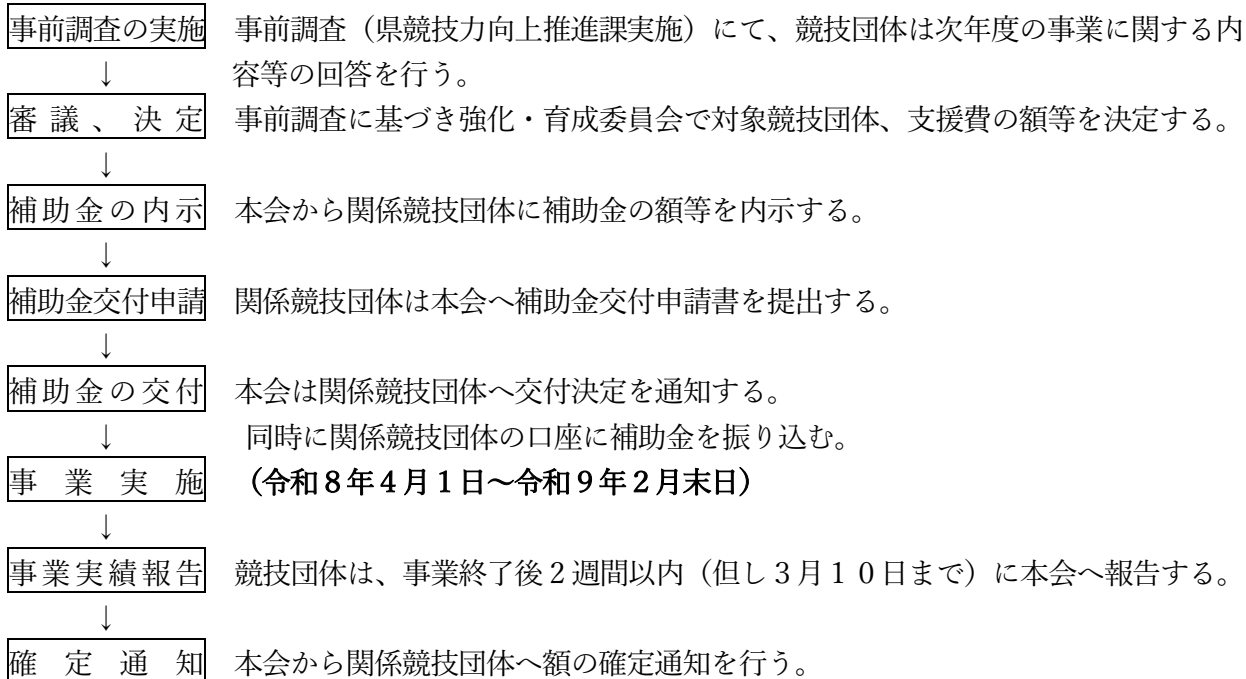 事前調査の実施 事前調査（県競技力向上推進課実施）にて、競技団体は次年度の事業に関する内
↓ 容等の回答を行う。
審議、決定 事前調査に基づき強化・育成委員会で対象競技団体、支援費の額等を決定する。
↓
補助金の内示 本会から関係競技団体に補助金の額等を内示する。
↓
補助金交付申請 関係競技団体は本会へ補助金交付申請書を提出する。
↓
補助金の交付 本会は関係競技団体へ交付決定を通知する。
↓ 同時に関係競技団体の口座に補助金を振り込む。
事業実施 （令和８年４月１日～令和９年２月末日）
↓
事業実績報告 競技団体は、事業終了後２週間以内（但し３月１０日まで）に本会へ報告する。
↓
確定通知 本会から関係競技団体へ額の確定通知を行う。